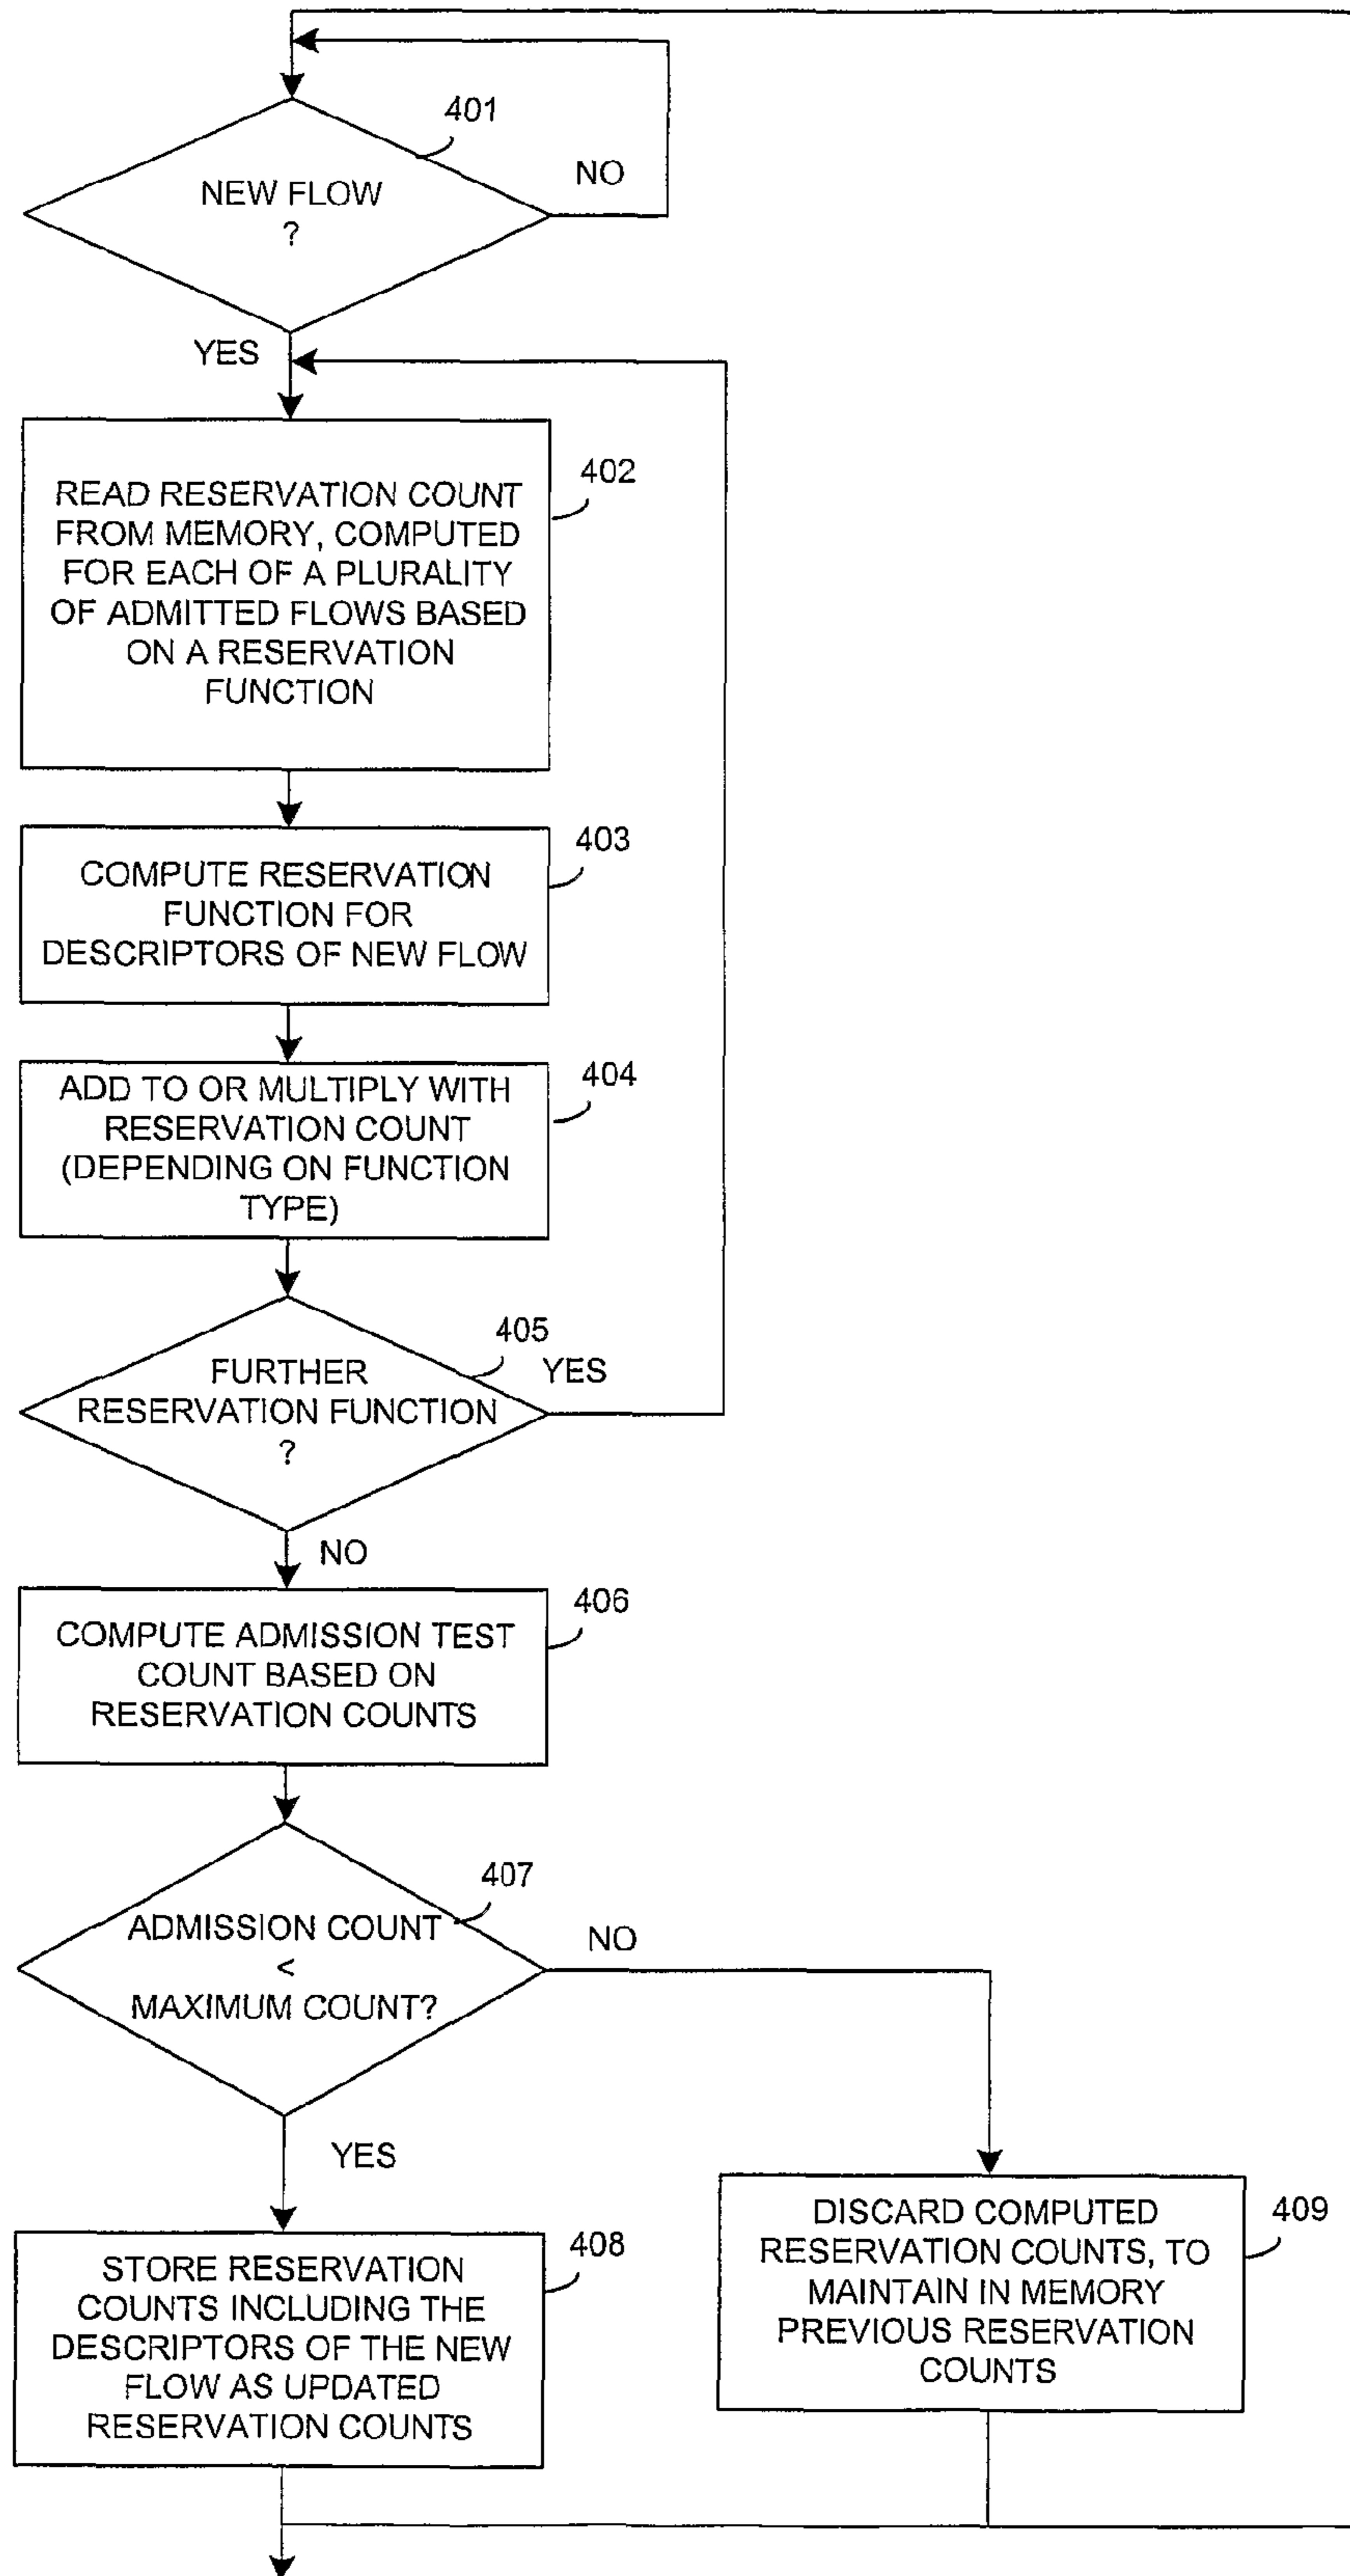 401
NEW FLOW
?
NO
YES
402
READ RESERVATION COUNT
FROM MEMORY, COMPUTED
FOR EACH OF A PLURALITY
OF ADMITTED FLOWS BASED
ON A RESERVATION
FUNCTION
403
COMPUTE RESERVATION
FUNCTION FOR
DESCRIPTORS OF NEW FLOW
404
ADD TO OR MULTIPLY WITH
RESERVATION COUNT
(DEPENDING ON FUNCTION
TYPE)
405
FURTHER
RESERVATION FUNCTION
?
YES
NO
406
COMPUTE ADMISSION TEST
COUNT BASED ON
RESERVATION COUNTS
407
ADMISSION COUNT
<
MAXIMUM COUNT?
NO
YES
408
STORE RESERVATION
COUNTS INCLUDING THE
DESCRIPTORS OF THE NEW
FLOW AS UPDATED
RESERVATION COUNTS
409
DISCARD COMPUTED
RESERVATION COUNTS, TO
MAINTAIN IN MEMORY
PREVIOUS RESERVATION
COUNTS